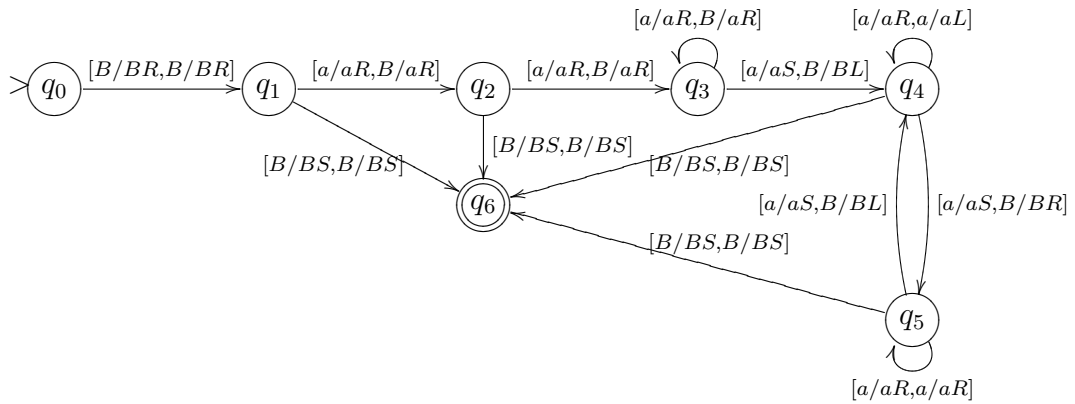 [a/aR,B/aR] [a/aR,a/aL]
[B/BR,B/BR] [a/aR,B/aR] [a/aR,B/aR] [a/aS,B/BL]
> q0 q1 q2 q3 q4
[B/BS,B/BS] [B/BS,B/BS] [B/BS,B/BS]
q6 [a/aS,B/BL] [a/aS,B/BR]
[B/BS,B/BS]
q5
[a/aR,a/aR]